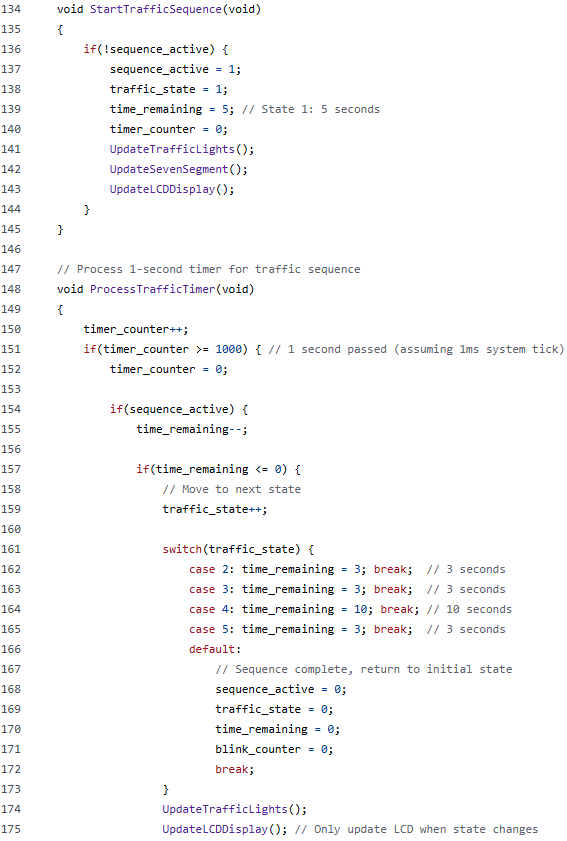 134 void StartTrafficSequence(void)
135 {
136 if(!sequence_active) {
137 sequence_active = 1;
138 traffic_state = 1;
139 time_remaining = 5; // State 1: 5 seconds
140 timer_counter = 0;
141 UpdateTrafficLights();
142 UpdateSevenSegment();
143 UpdateLCDDisplay();
144 }
145 }
146
147 // Process 1-second timer for traffic sequence
148 void ProcessTrafficTimer(void)
149 {
150 timer_counter++;
151 if(timer_counter >= 1000) { // 1 second passed (assuming 1ms system tick)
152 timer_counter = 0;
153
154 if(sequence_active) {
155 time_remaining--;
156
157 if(time_remaining <= 0) {
158 // Move to next state
159 traffic_state++;
160
161 switch(traffic_state) {
162 case 2: time_remaining = 3; break; // 3 seconds
163 case 3: time_remaining = 3; break; // 3 seconds
164 case 4: time_remaining = 10; break; // 10 seconds
165 case 5: time_remaining = 3; break; // 3 seconds
166 default:
167 // Sequence complete, return to initial state
168 sequence_active = 0;
169 traffic_state = 0;
170 time_remaining = 0;
171 blink_counter = 0;
172 break;
173 }
174 UpdateTrafficLights();
175 UpdateLCDDisplay(); // Only update LCD when state changes